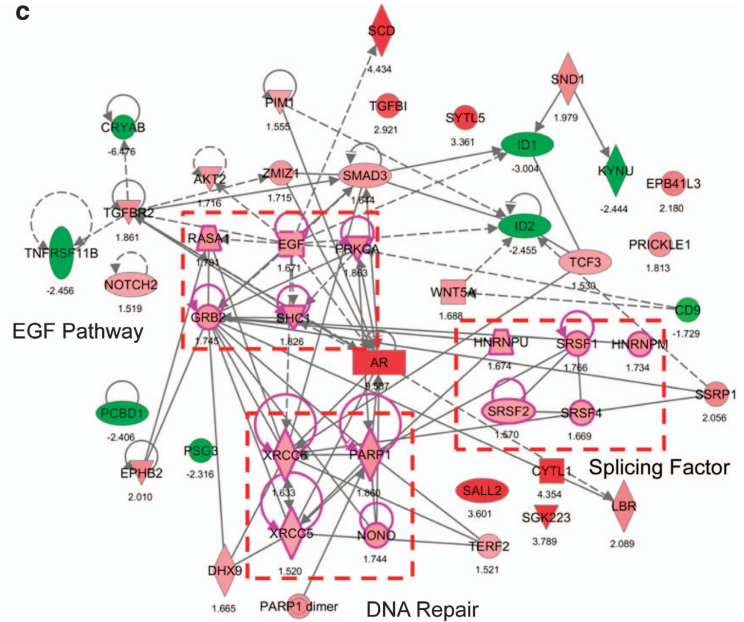 c
SCD
4.434
SND1
1.979
PIM1
1.555
TGFBI
2.921
SYTL5
3.361
CRYAB
-6.476
ID1
-3.004
KYNU
-2.444
AKT2
1.716
ZMIZ1
1.715
SMAD3
1.644
EPB41L3
2.180
TGFBR2
1.861
TNFRSF11B
-2.456
RASA1
1.791
EGF
1.671
PRKCA
1.863
ID2
-2.455
PRICKLE1
1.813
NOTCH2
1.519
TCF3
1.530
WNT5A
1.688
CD9
-1.729
EGF Pathway
GRB2
1.745
SHC1
1.826
HNRNPU
1.674
SRSF1
1.766
HNRNPM
1.734
AR
SSRP1
2.056
PCBD1
-2.406
SRSF2
1.570
SRSF4
1.669
PSG3
-2.316
EPHB2
2.010
XRCC6
1.633
PARP1
1.860
CYTL1
4.354
Splicing Factor
SALL2
3.601
SGK223
3.789
LBR
2.089
XRCC5
1.520
NONO
1.744
TERF2
1.521
DHX9
1.665
PARP1 dimer
DNA Repair